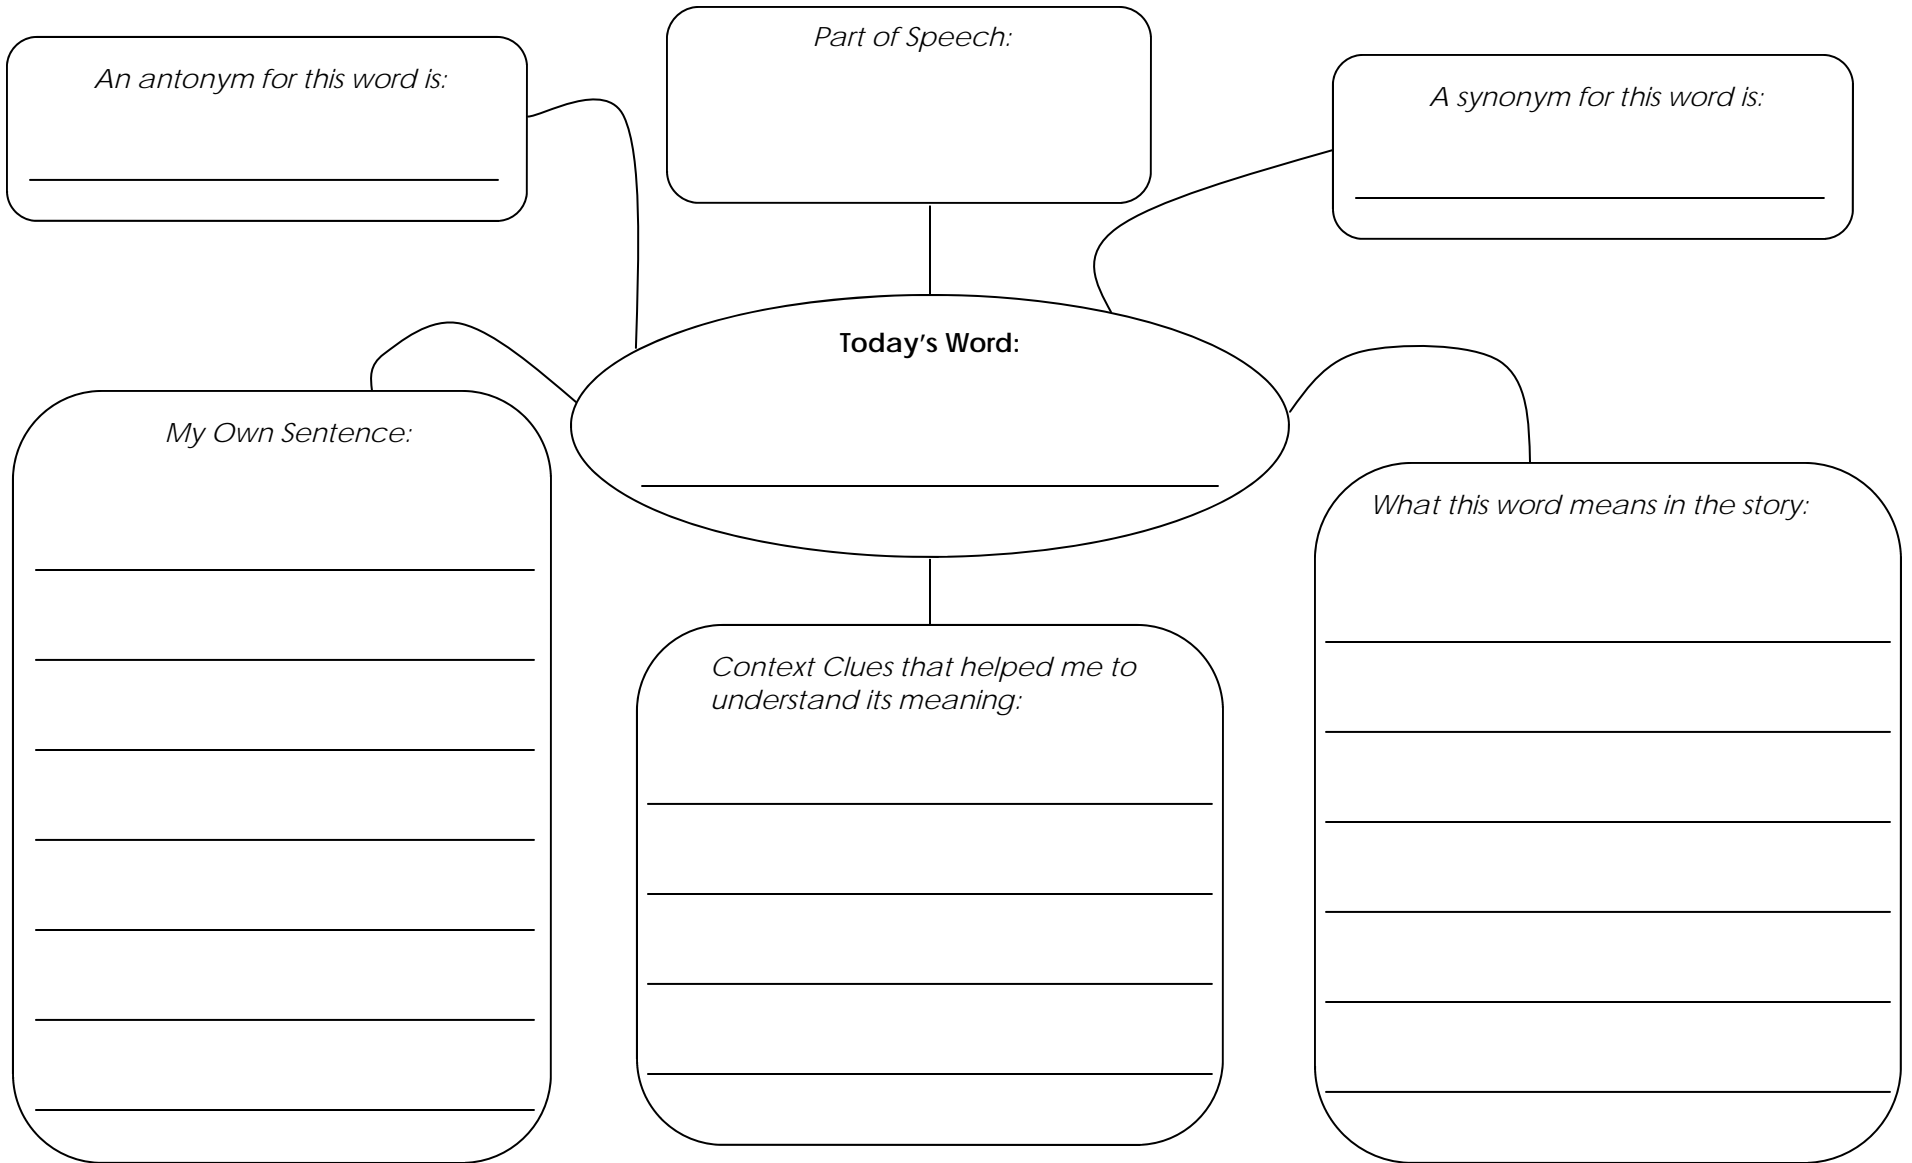 Part of Speech:
An antonym for this word is:
A synonym for this word is:
Today's Word:
My Own Sentence:
What this word means in the story:
Context Clues that helped me to
understand its meaning: